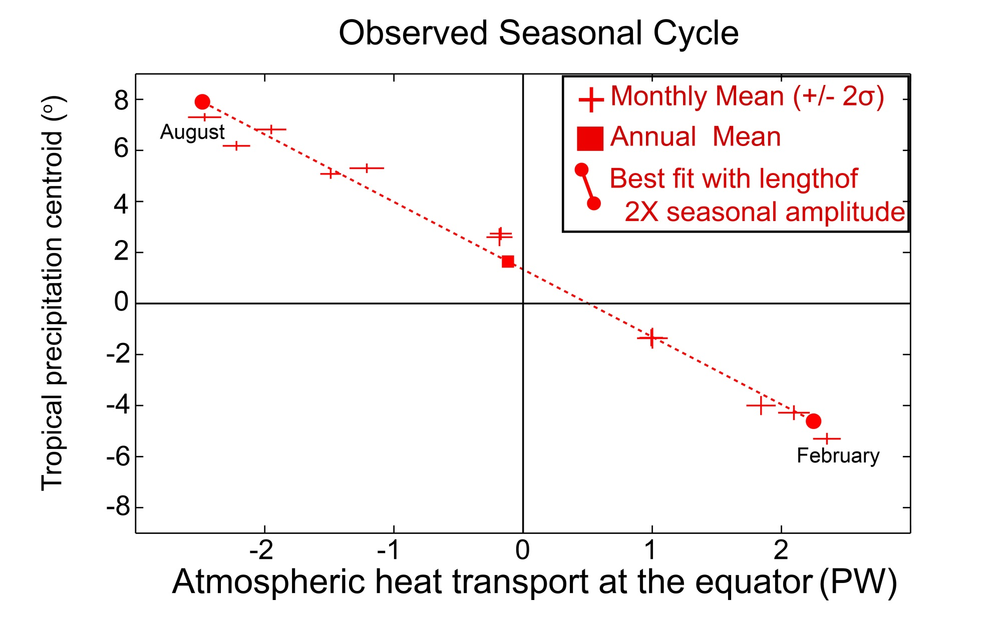 Observed Seasonal Cycle
Monthly Mean (+/- 2σ)
Annual  Mean
Best fit with lengthof
2X seasonal amplitude
Tropical precipitation centroid (º)
8
6
4
2
0
-2
-4
-6
-8
August
February
-2 -1 0 1 2
Atmospheric heat transport at the equator (PW)